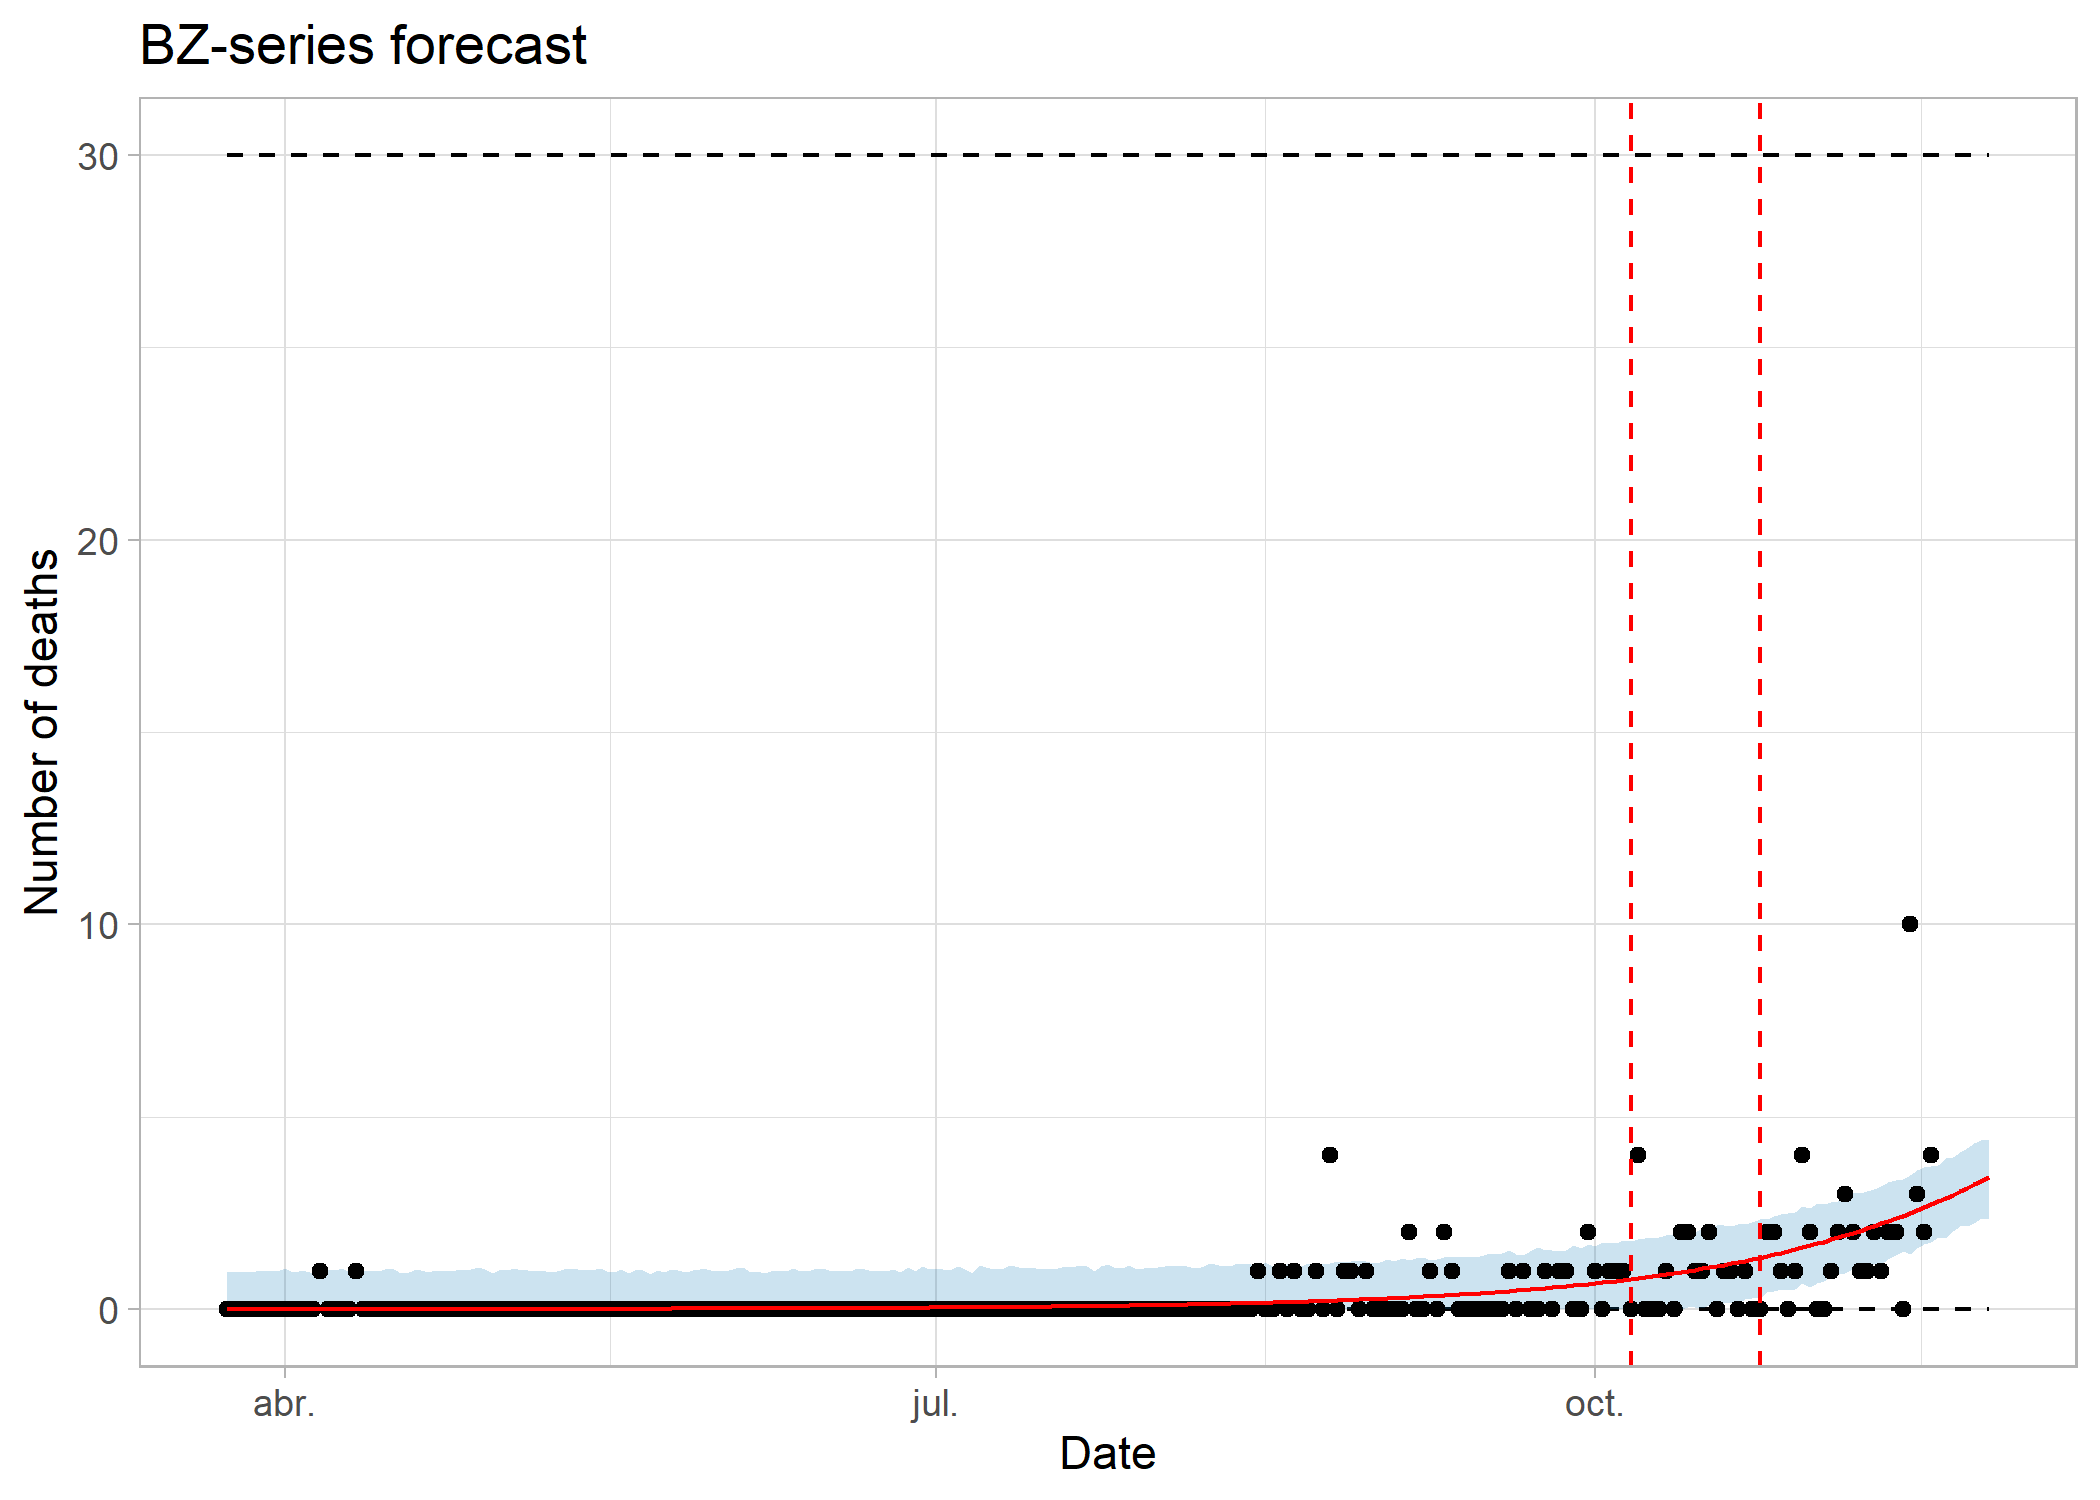 BZ-series forecast
30
20
10
0
Number of deaths
abr.
jul.
oct.
Date